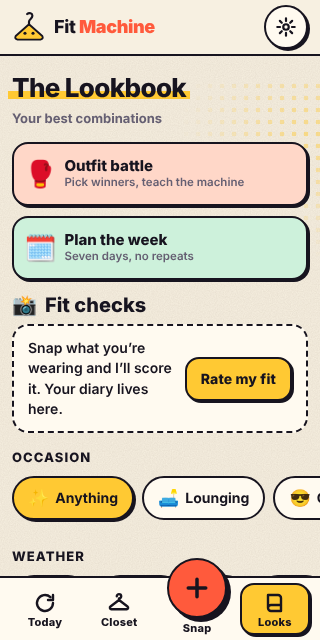 Fit Machine
The Lookbook
Your best combinations
Outfit battle
Pick winners, teach the machine
Plan the week
Seven days, no repeats
Fit checks
Snap what you’re
wearing and I’ll score
it. Your diary lives
here.
Rate my fit
OCCASION
Anything
Lounging
WEATHER
Today
Closet
Snap
Looks